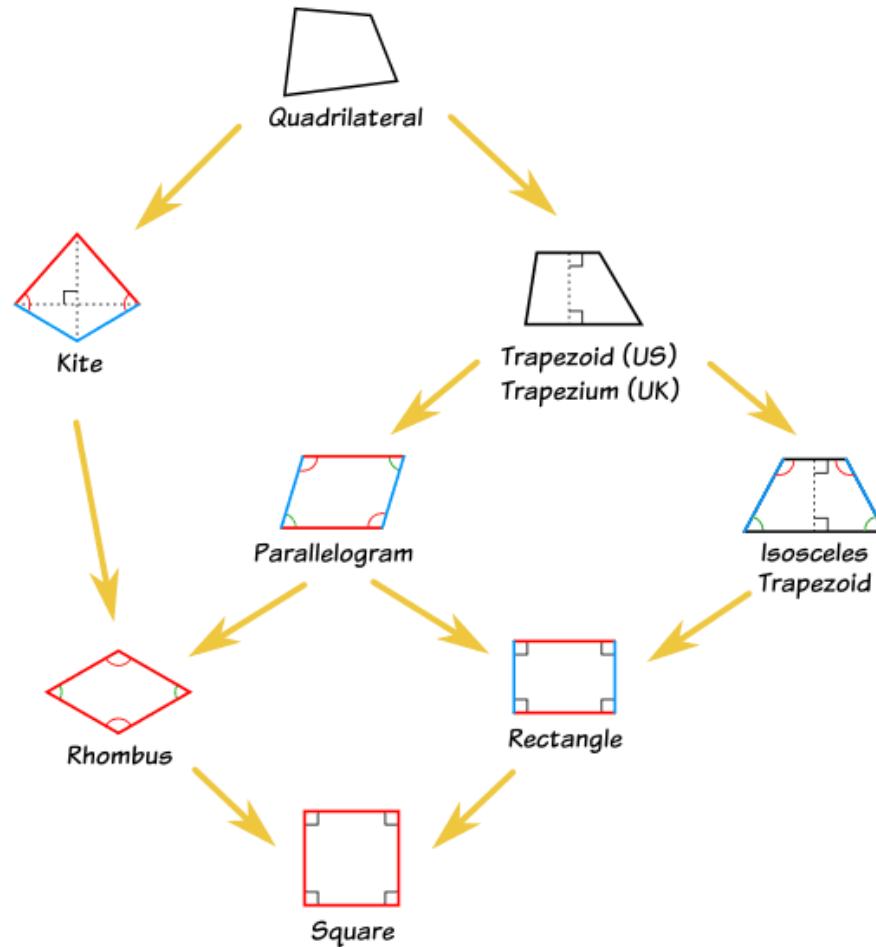 Quadrilateral
Kite
Trapezoid (US)
Trapezium (UK)
Parallelogram
Isosceles
Trapezoid
Rhombus
Rectangle
Square